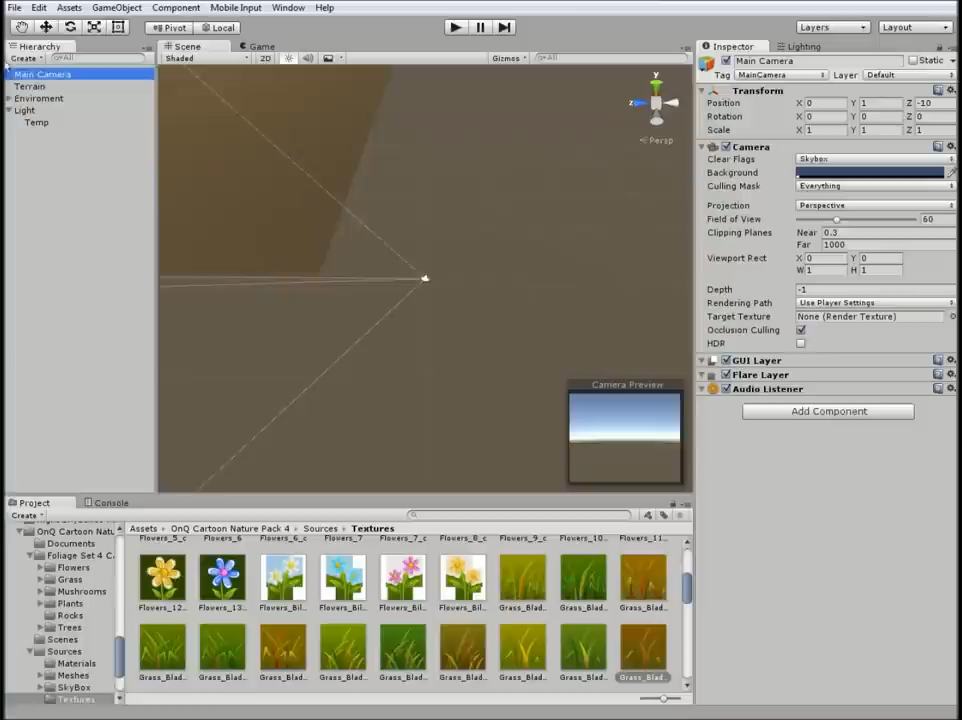 File Edit Assets GameObject Component Mobile Input Window Help
Pivot Local Layers Layout
Hierarchy Scene Game Inspector Lighting
Create All Shaded 2D Gizmos All
Main Camera
Terrain
Enviroment
Light
Temp
y
z
Persp
Camera Preview
Main Camera Static
Tag MainCamera Layer Default
Transform
Position X 0 Y 1 Z -10
Rotation X 0 Y 0 Z 0
Scale X 1 Y 1 Z 1
Camera
Clear Flags Skybox
Background
Culling Mask Everything
Projection Perspective
Field of View 60
Clipping Planes Near 0.3
Far 1000
Viewport Rect X 0 Y 0
W 1 H 1
Depth -1
Rendering Path Use Player Settings
Target Texture None (Render Texture)
Occlusion Culling
HDR
GUI Layer
Flare Layer
Audio Listener
Add Component
Project Console
Create
OnQ Cartoon Natu
Documents
Foliage Set 4 C
Flowers
Grass
Mushrooms
Plants
Rocks
Trees
Scenes
Sources
Materials
Meshes
SkyBox
Textures
Assets OnQ Cartoon Nature Pack 4 Sources Textures
Flowers_5_c Flowers_6 Flowers_6_c Flowers_7 Flowers_7_c Flowers_8_c Flowers_9_c Flowers_10... Flowers_11...
Flowers_12... Flowers_13... Flowers_Bil... Flowers_Bil... Flowers_Bil... Flowers_Bil... Grass_Blad... Grass_Blad... Grass_Blad...
Grass_Blad... Grass_Blad... Grass_Blad... Grass_Blad... Grass_Blad... Grass_Blad... Grass_Blad... Grass_Blad... Grass_Blad...